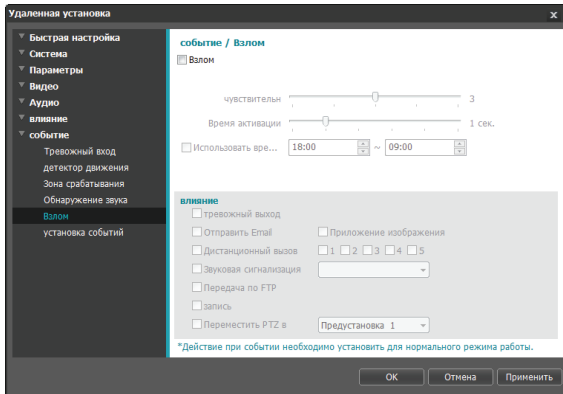 Удаленная установка x
Быстрая настройка
Система
Параметры
Видео
Аудио
влияние
событие
Тревожный вход
детектор движения
Зона срабатывания
Обнаружение звука
Взлом
установка событий
событие / Взлом
Взлом
чувствительн 3
Время активации 1 сек.
Использовать вре... 18:00 ~ 09:00
влияние
тревожный выход
Отправить Email Приложение изображения
Дистанционный вызов 1 2 3 4 5
Звуковая сигнализация
Передача по FTP
запись
Переместить PTZ в Предустановка 1
*Действие при событии необходимо установить для нормального режима работы.
OK Отмена Применить